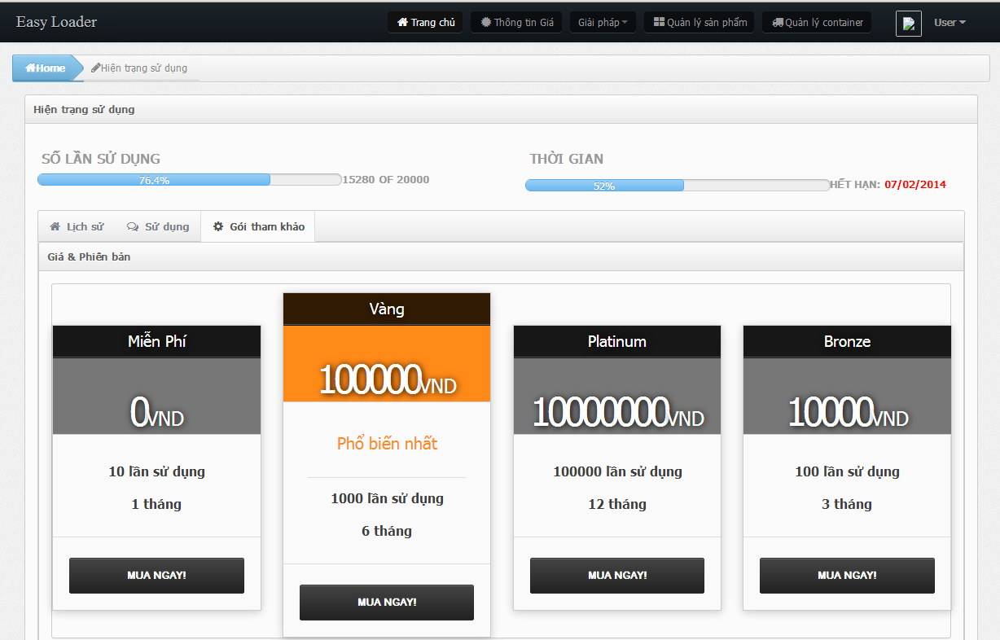 Easy Loader
Trang chủ
Thông tin Giá
Giải pháp
Quản lý sản phẩm
Quản lý container
User
Home
Hiện trạng sử dụng
Hiện trạng sử dụng
SỐ LẦN SỬ DỤNG
76.4%
15280 OF 20000
THỜI GIAN
52%
HẾT HẠN: 07/02/2014
Lịch sử
Sử dụng
Gói tham khảo
Giá & Phiên bản
Miễn Phí
0VND
10 lần sử dụng
1 tháng
MUA NGAY!
Vàng
100000VND
Phổ biến nhất
1000 lần sử dụng
6 tháng
MUA NGAY!
Platinum
10000000VND
100000 lần sử dụng
12 tháng
MUA NGAY!
Bronze
10000VND
100 lần sử dụng
3 tháng
MUA NGAY!